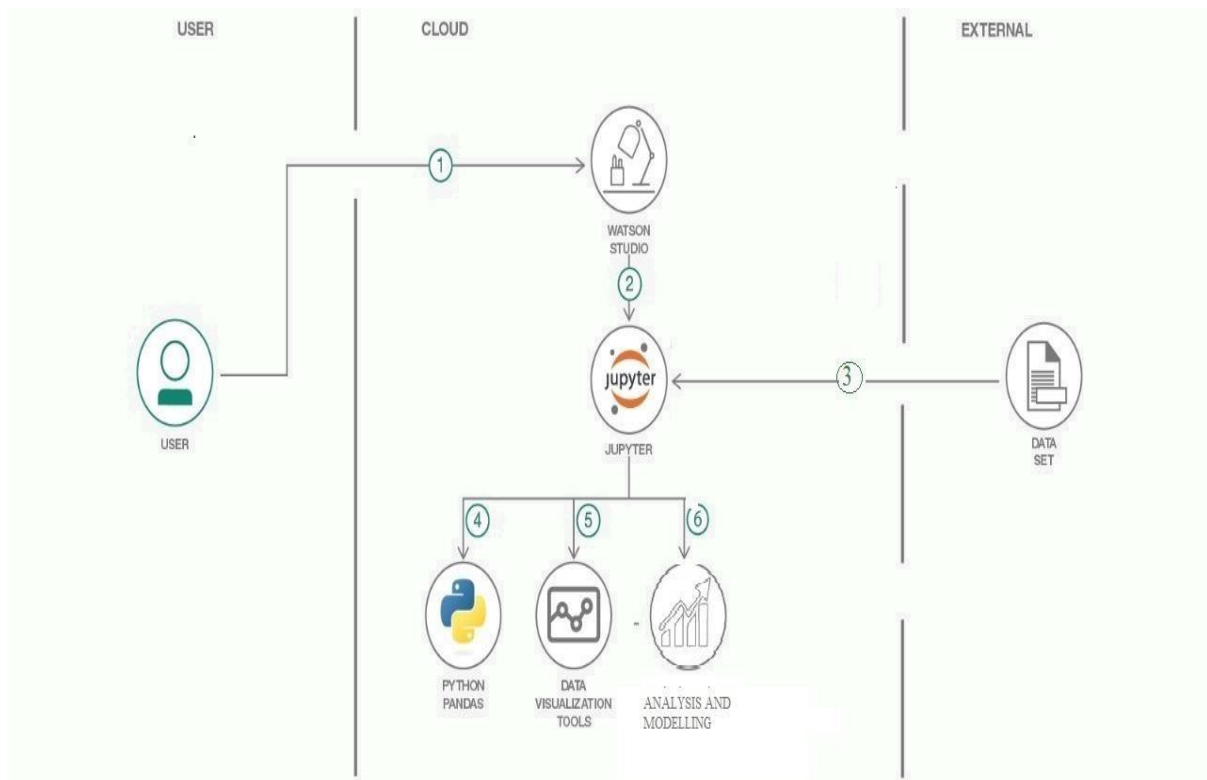 USER
CLOUD
EXTERNAL
1
WATSON
STUDIO
2
jupyter
3
USER
JUPYTER
DATA
SET
4
5
6
PYTHON
PANDAS
DATA
VISUALIZATION
TOOLS
ANALYSIS AND
MODELLING